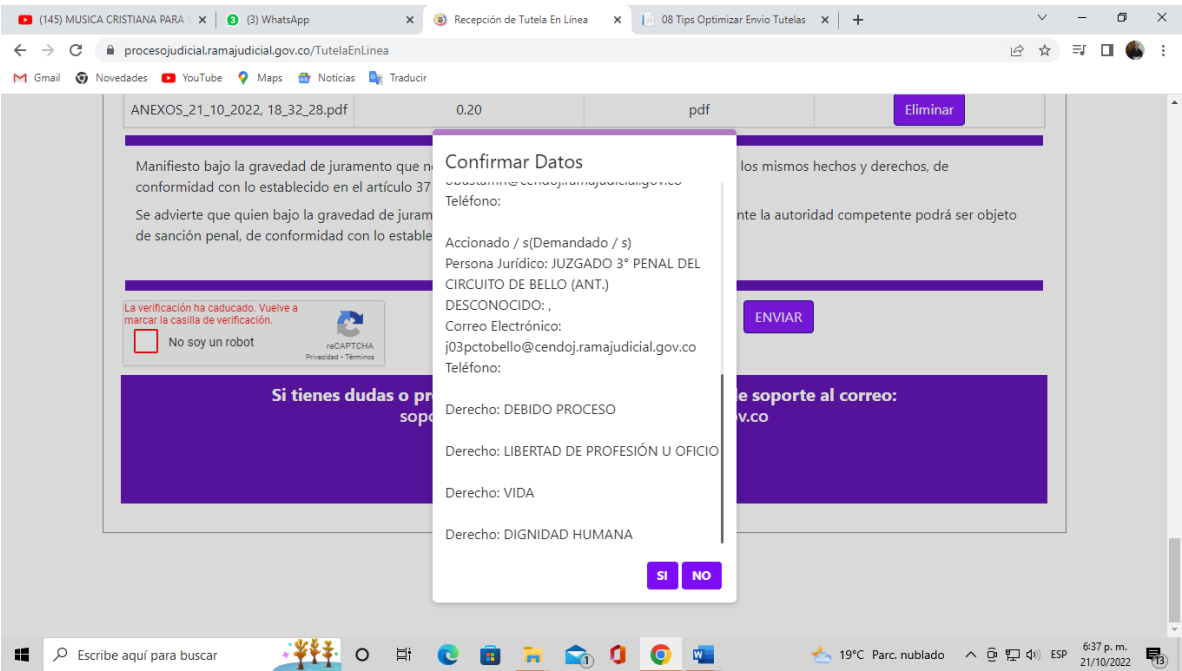 (145) MUSICA CRISTIANA PARA
(3) WhatsApp
Recepción de Tutela En Línea
08 Tips Optimizar Envio Tutelas
procesojudicial.ramajudicial.gov.co/TutelaEnLinea
Gmail Novedades YouTube Maps Noticias Traducir
ANEXOS_21_10_2022, 18_32_28.pdf 0.20 pdf Eliminar
Manifiesto bajo la gravedad de juramento que n los mismos hechos y derechos, de
conformidad con lo establecido en el artículo 37
Se advierte que quien bajo la gravedad de juram nte la autoridad competente podrá ser objeto
de sanción penal, de conformidad con lo estable
Confirmar Datos
Teléfono:
Accionado / s(Demandado / s)
Persona Jurídico: JUZGADO 3° PENAL DEL
CIRCUITO DE BELLO (ANT.)
DESCONOCIDO: ,
Correo Electrónico:
j03pctobello@cendoj.ramajudicial.gov.co
Teléfono:
Derecho: DEBIDO PROCESO
Derecho: LIBERTAD DE PROFESIÓN U OFICIO
Derecho: VIDA
Derecho: DIGNIDAD HUMANA
SI NO
La verificación ha caducado. Vuelve a
marcar la casilla de verificación.
No soy un robot
reCAPTCHA
Privacidad - Términos
ENVIAR
Si tienes dudas o pr e soporte al correo:
sopo v.co
Escribe aquí para buscar
1
19°C Parc. nublado
ESP
6:37 p. m.
21/10/2022
13